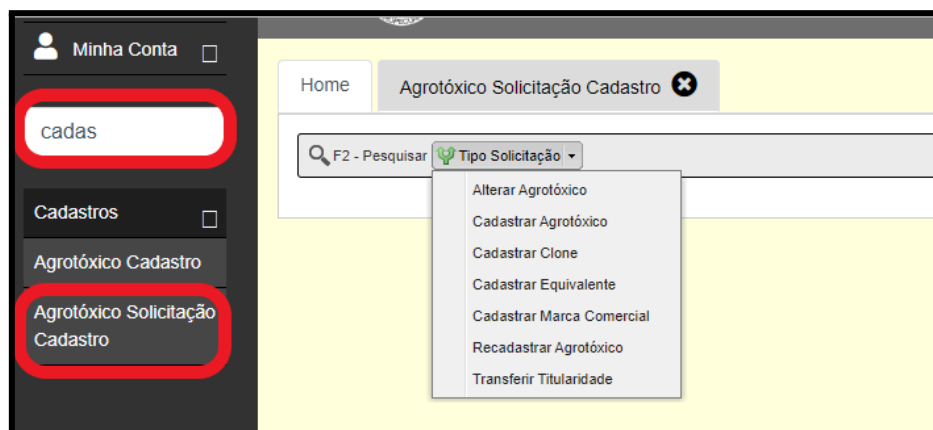 Minha Conta
cadas
Cadastros
Agrotóxico Cadastro
Agrotóxico Solicitação
Cadastro
Home
Agrotóxico Solicitação Cadastro
F2 - Pesquisar
Tipo Solicitação
Alterar Agrotóxico
Cadastrar Agrotóxico
Cadastrar Clone
Cadastrar Equivalente
Cadastrar Marca Comercial
Recadastrar Agrotóxico
Transferir Titularidade